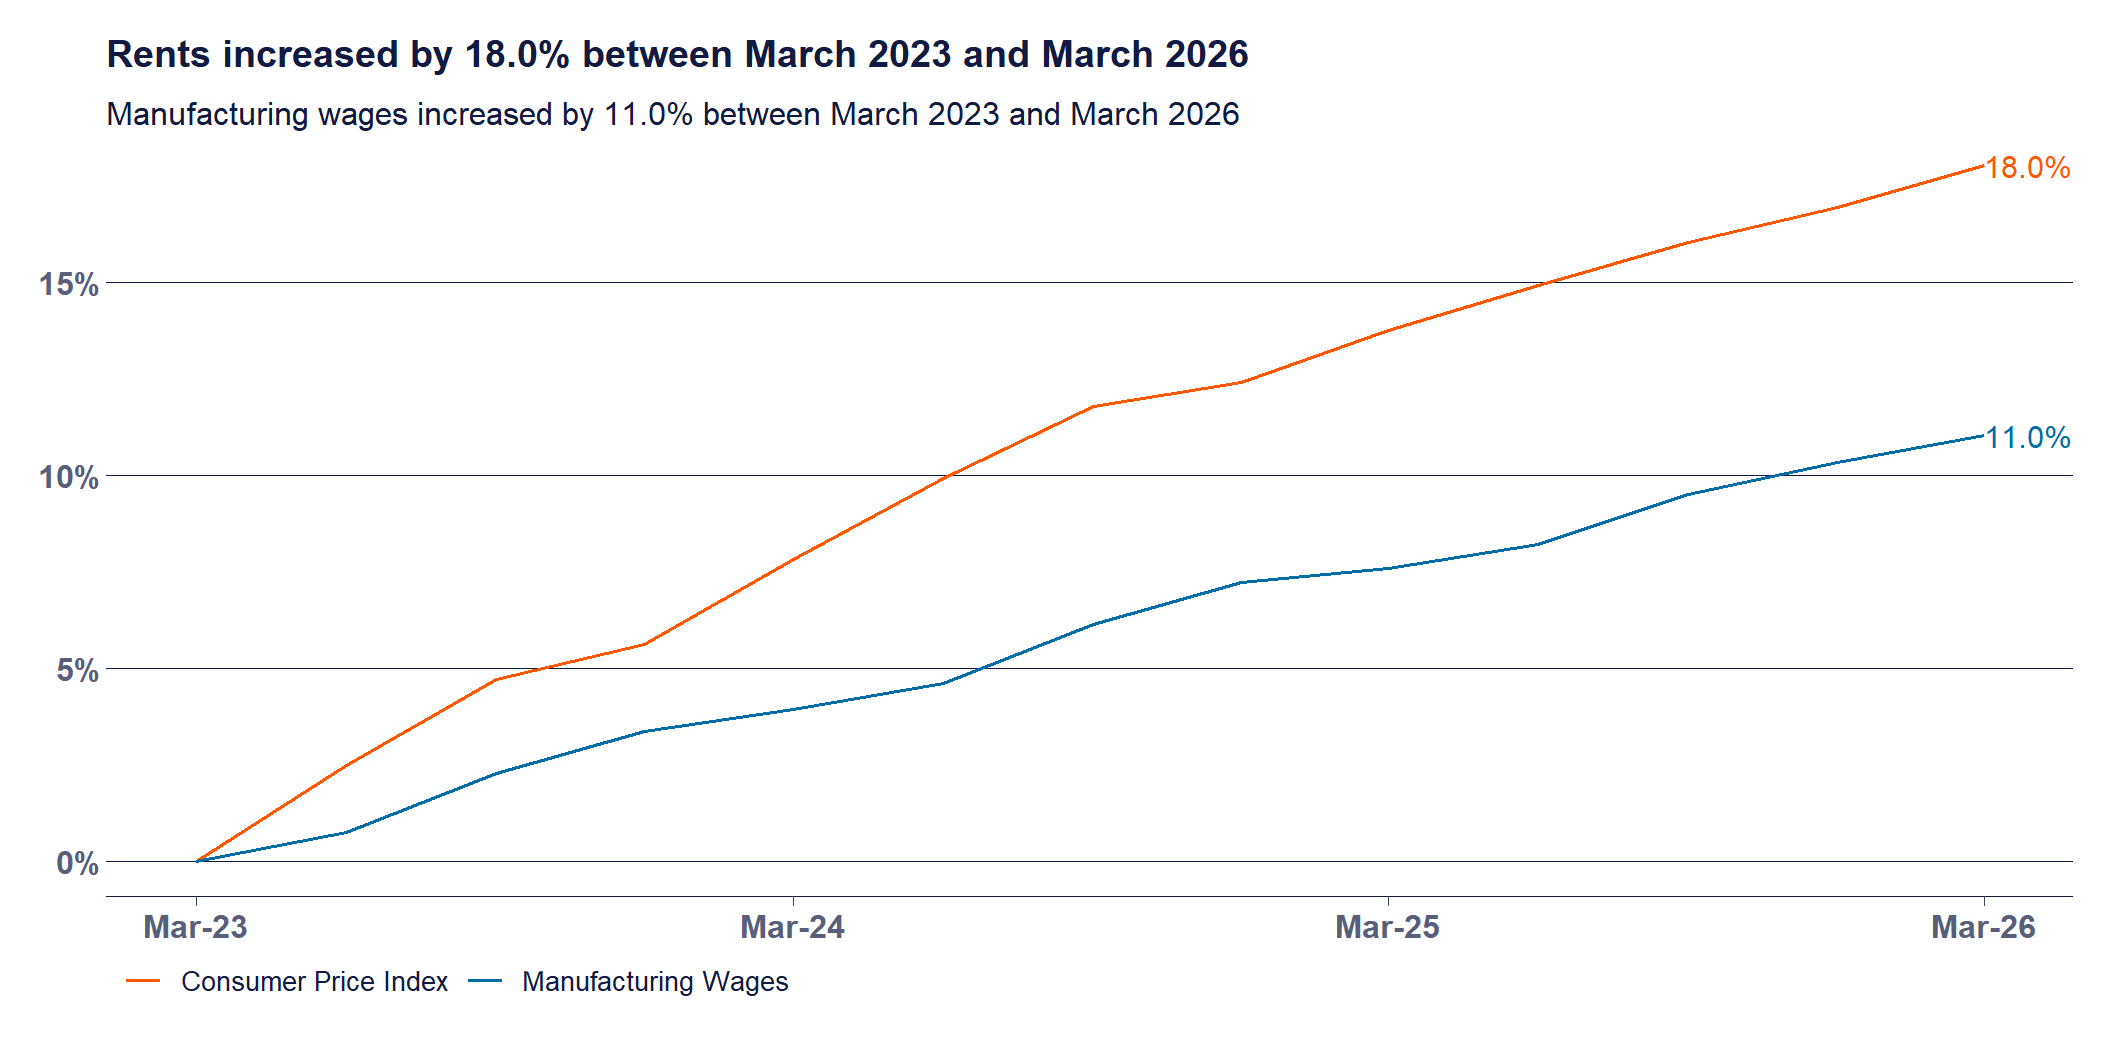 Rents increased by 18.0% between March 2023 and March 2026
Manufacturing wages increased by 11.0% between March 2023 and March 2026
18.0%
15%
11.0%
10%
5%
0%
Mar-23 Mar-24 Mar-25 Mar-26
Consumer Price Index Manufacturing Wages